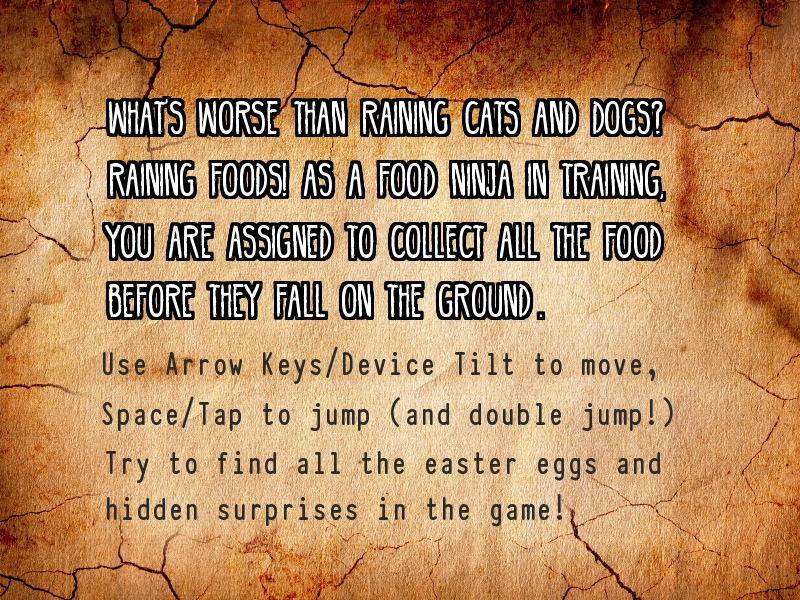 WHAT'S WORSE THAN RAINING CATS AND DOGS?
RAINING FOODS! AS A FOOD NINJA IN TRAINING,
YOU ARE ASSIGNED TO COLLECT ALL THE FOOD
BEFORE THEY FALL ON THE GROUND.
Use Arrow Keys/Device Tilt to move,
Space/Tap to jump (and double jump!)
Try to find all the easter eggs and
hidden surprises in the game!